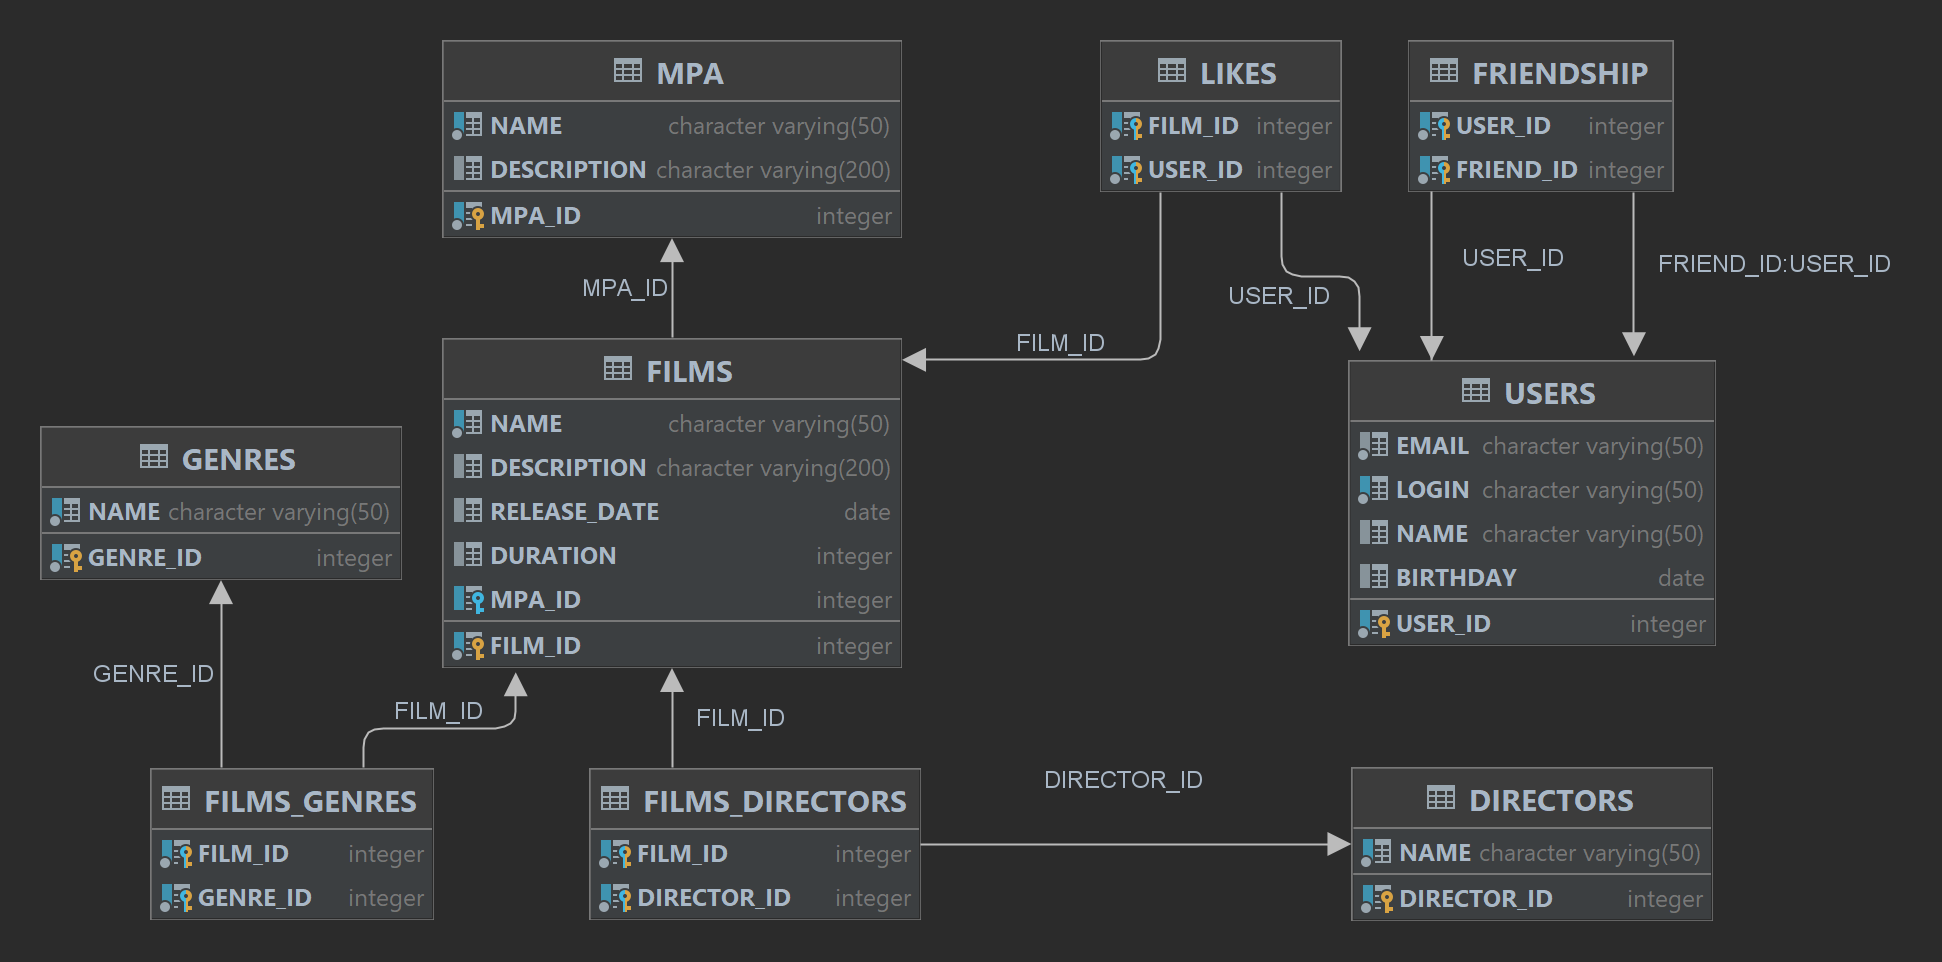 MPA
NAME character varying(50)
DESCRIPTION character varying(200)
MPA_ID integer
LIKES
FILM_ID integer
USER_ID integer
FRIENDSHIP
USER_ID integer
FRIEND_ID integer
MPA_ID
FILM_ID
USER_ID
USER_ID
FRIEND_ID:USER_ID
FILMS
NAME character varying(50)
DESCRIPTION character varying(200)
RELEASE_DATE date
DURATION integer
MPA_ID integer
FILM_ID integer
USERS
EMAIL character varying(50)
LOGIN character varying(50)
NAME character varying(50)
BIRTHDAY date
USER_ID integer
GENRES
NAME character varying(50)
GENRE_ID integer
GENRE_ID
FILM_ID
FILM_ID
DIRECTOR_ID
FILMS_GENRES
FILM_ID integer
GENRE_ID integer
FILMS_DIRECTORS
FILM_ID integer
DIRECTOR_ID integer
DIRECTORS
NAME character varying(50)
DIRECTOR_ID integer